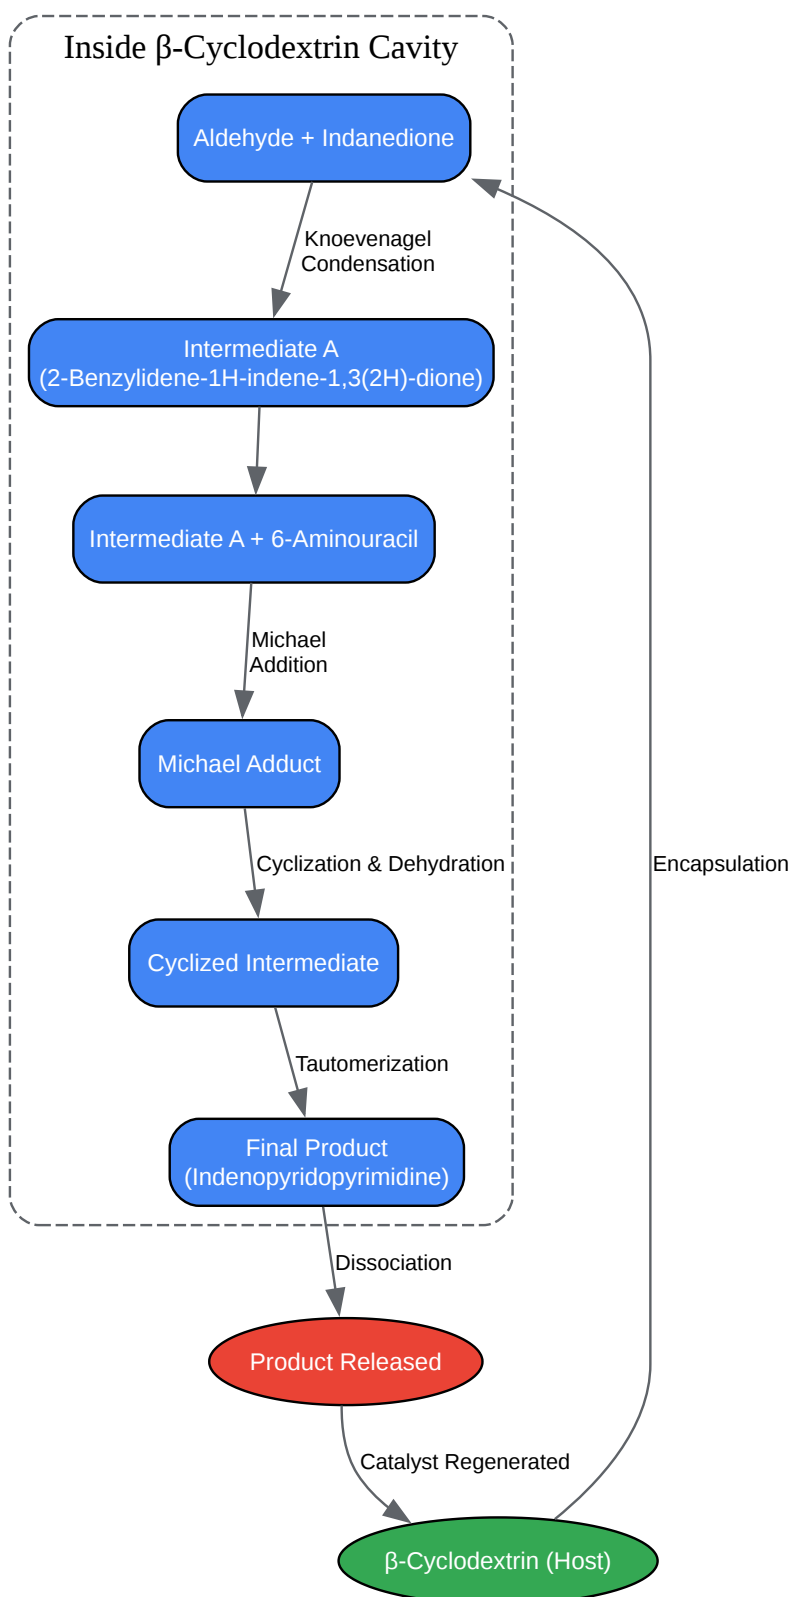 Inside β-Cyclodextrin Cavity
Aldehyde + Indanedione
Knoevenagel
Condensation
Intermediate A
(2-Benzylidene-1H-indene-1,3(2H)-dione)
Intermediate A + 6-Aminouracil
Michael
Addition
Michael Adduct
Cyclization & Dehydration
Encapsulation
Cyclized Intermediate
Tautomerization
Final Product
(Indenopyridopyrimidine)
Dissociation
Product Released
Catalyst Regenerated
β-Cyclodextrin (Host)